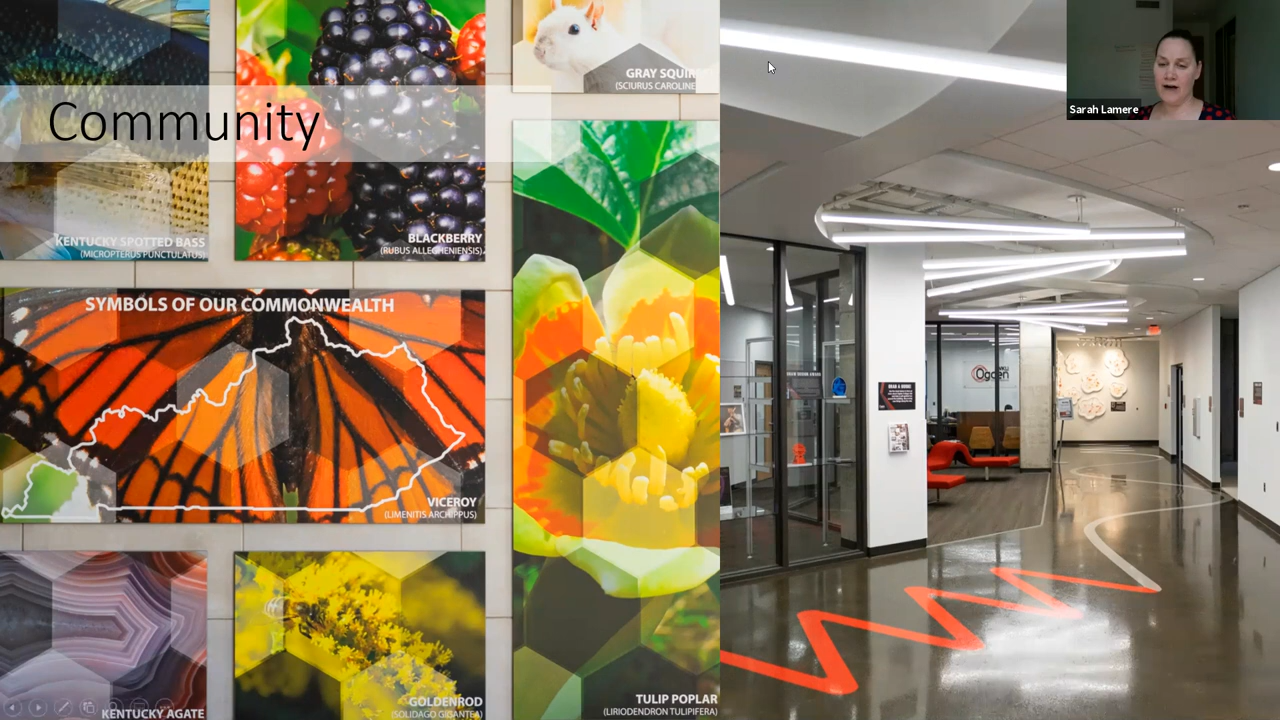 Community
KENTUCKY SPOTTED BASS
(MICROPTERUS PUNCTULATUS)
BLACKBERRY
(RUBUS ALLEGHENIENSIS)
GRAY SQUIR
(SCIURUS CAROLINE
SYMBOLS OF OUR COMMONWEALTH
VICEROY
(LIMENITIS ARCHIPPUS)
KENTUCKY AGATE
GOLDENROD
(SOLIDAGO GIGANTEA)
TULIP POPLAR
(LIRIODENDRON TULIPIFERA)
Ogden
Sarah Lamere